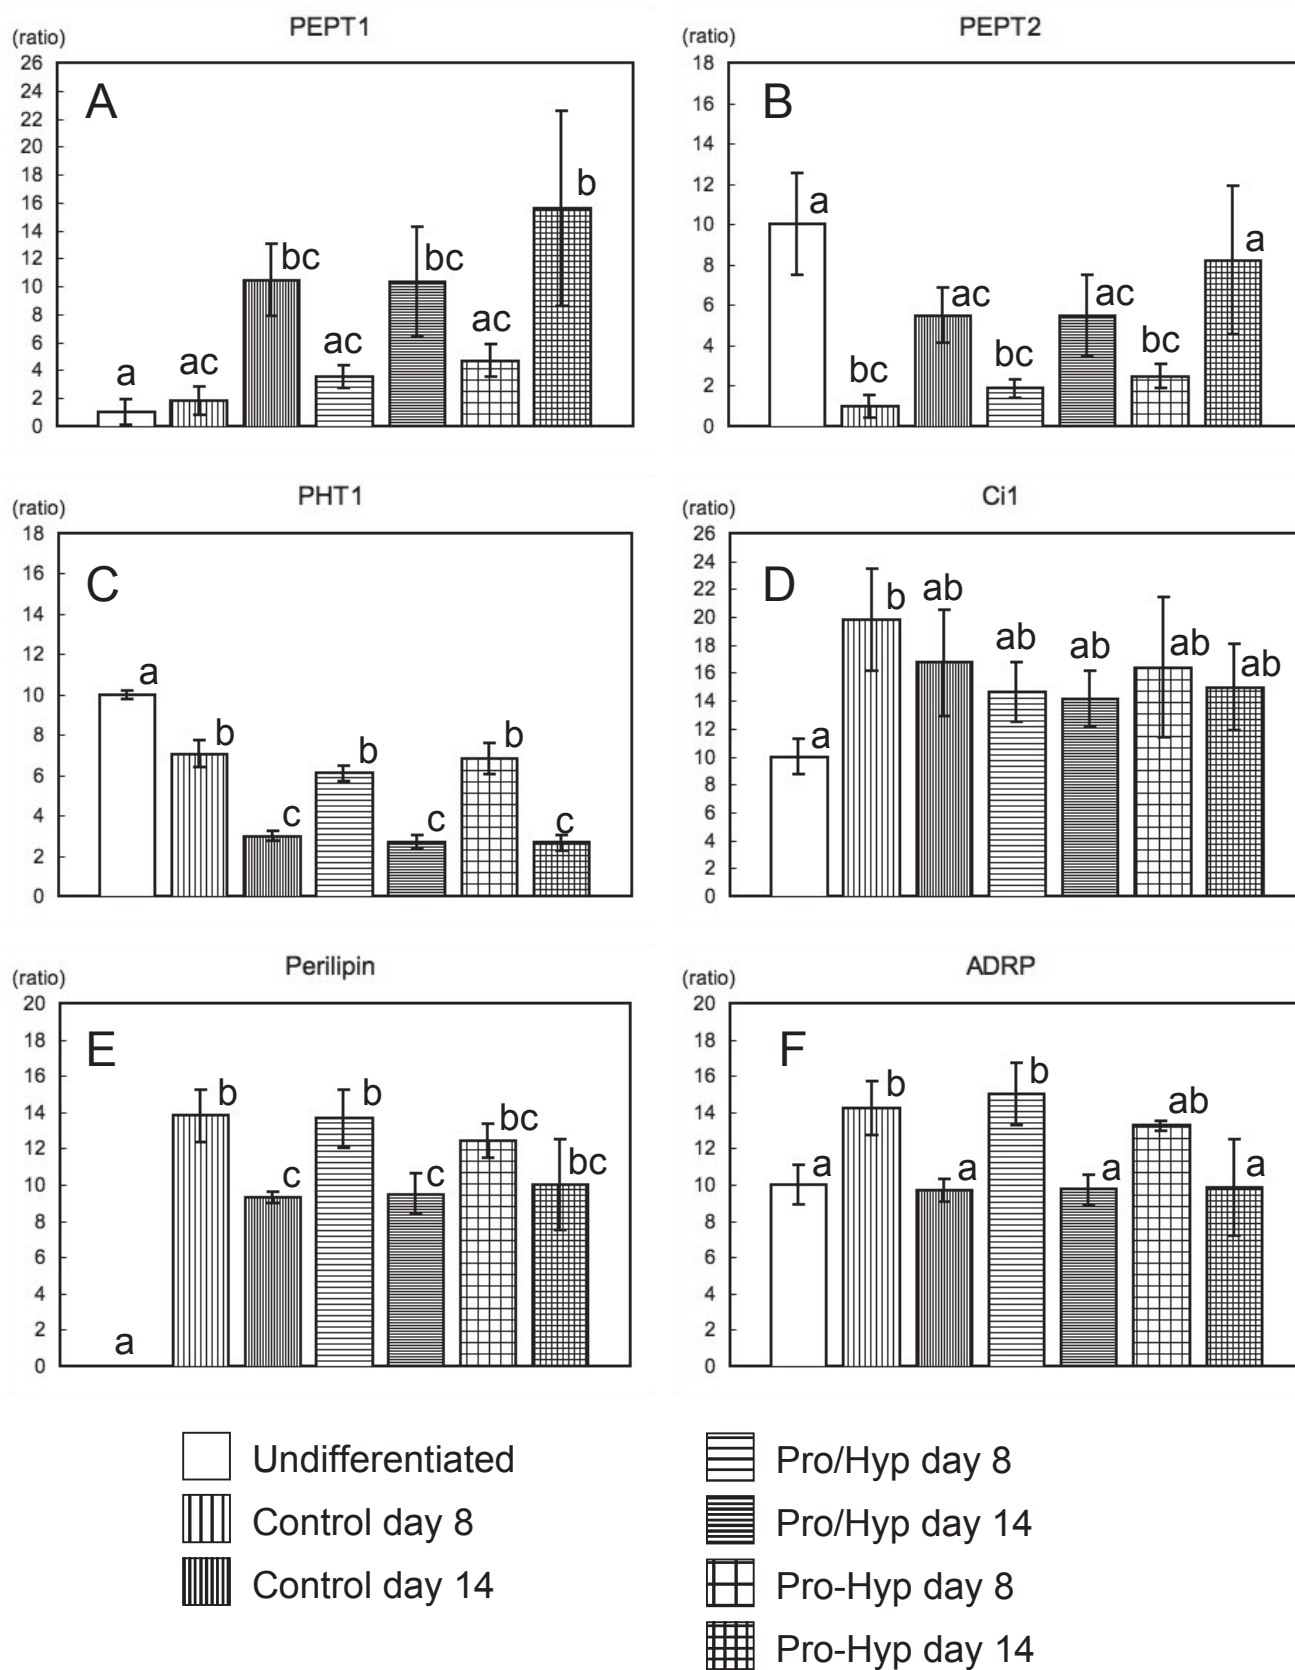 PEPT1
(ratio)
A
26
24
22
20
18
16
14
12
10
8
6
4
2
0
a
ac
bc
ac
bc
ac
b
PEPT2
(ratio)
B
18
16
14
12
10
8
6
4
2
0
a
bc
ac
bc
ac
bc
a
PHT1
(ratio)
C
18
16
14
12
10
8
6
4
2
0
a
b
c
b
c
b
c
Ci1
(ratio)
D
26
24
22
20
18
16
14
12
10
8
6
4
2
0
a
b
ab
ab
ab
ab
ab
Perilipin
(ratio)
E
20
18
16
14
12
10
8
6
4
2
0
a
b
c
b
c
bc
bc
ADRP
(ratio)
F
20
18
16
14
12
10
8
6
4
2
0
a
b
a
b
a
ab
a
Undifferentiated
Control day 8
Control day 14
Pro/Hyp day 8
Pro/Hyp day 14
Pro-Hyp day 8
Pro-Hyp day 14